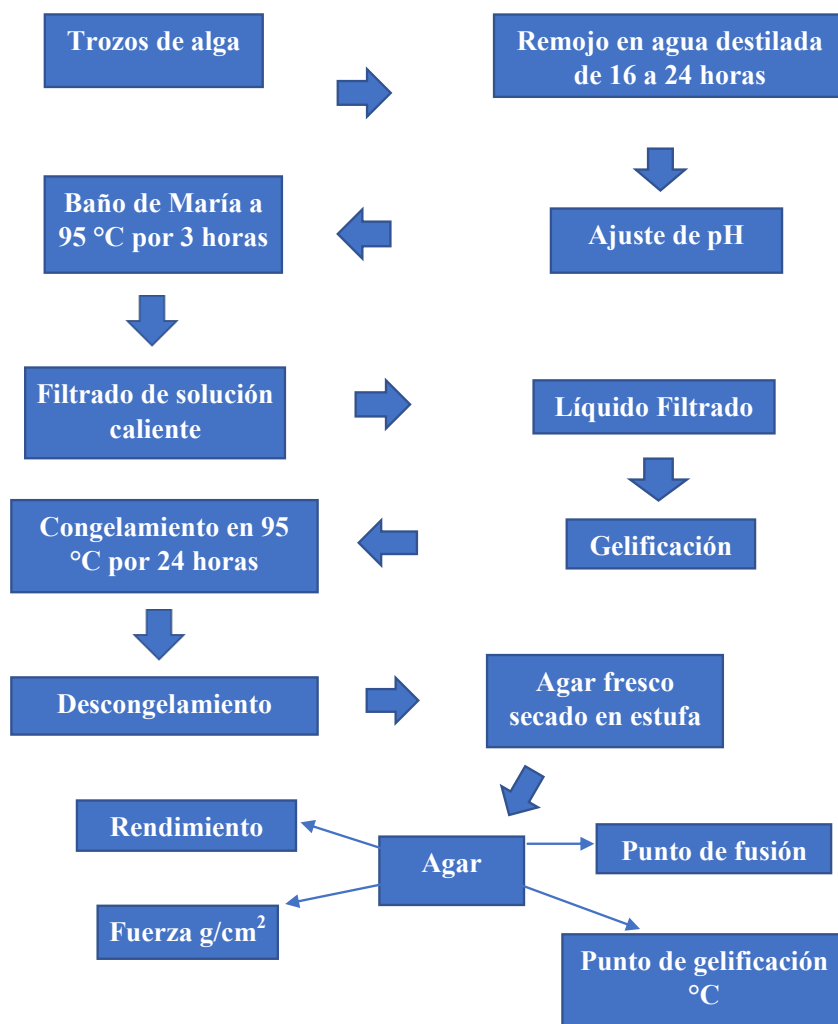 Trozos de alga
Remojo en agua destilada
de 16 a 24 horas
Ajuste de pH
Baño de María a
95 °C por 3 horas
Filtrado de solución
caliente
Líquido Filtrado
Gelificación
Congelamiento en 95
°C por 24 horas
Descongelamiento
Agar fresco
secado en estufa
Agar
Rendimiento
Punto de fusión
Fuerza g/cm²
Punto de gelificación
°C